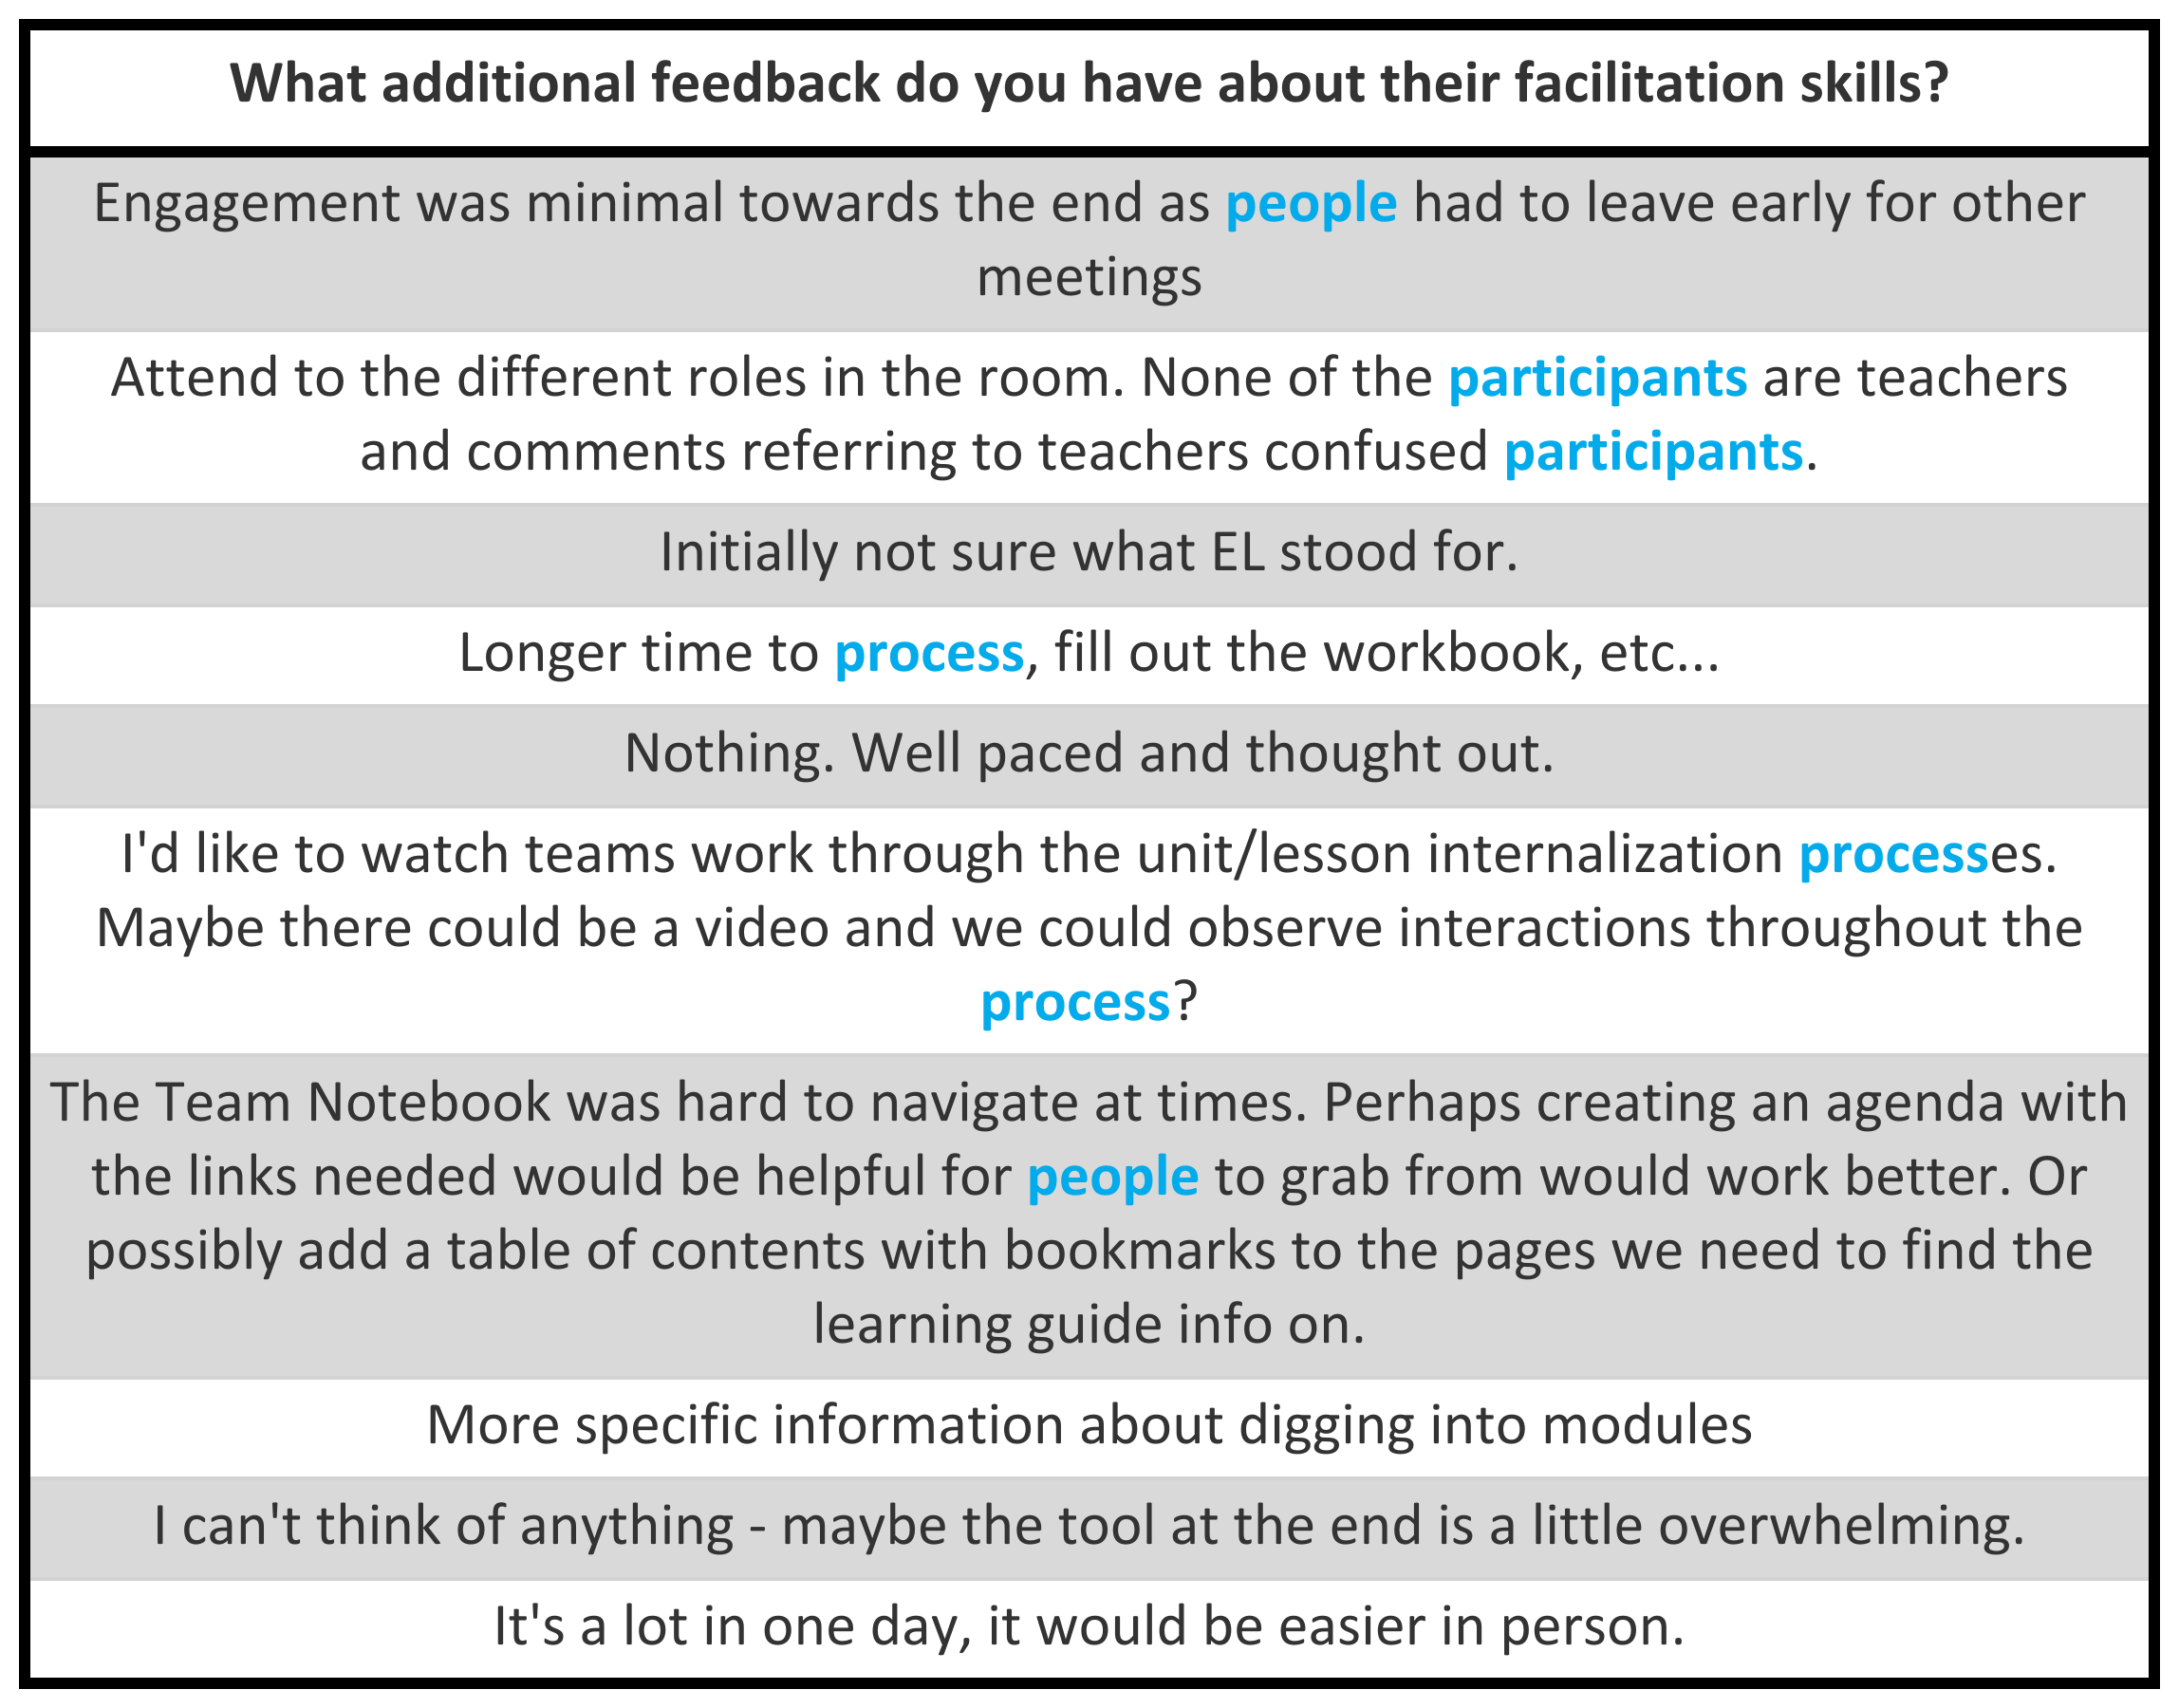 What additional feedback do you have about their facilitation skills?
Engagement was minimal towards the end as people had to leave early for other
meetings
Attend to the different roles in the room. None of the participants are teachers
and comments referring to teachers confused participants.
Initially not sure what EL stood for.
Longer time to process, fill out the workbook, etc...
Nothing. Well paced and thought out.
I'd like to watch teams work through the unit/lesson internalization processes.
Maybe there could be a video and we could observe interactions throughout the
process?
The Team Notebook was hard to navigate at times. Perhaps creating an agenda with
the links needed would be helpful for people to grab from would work better. Or
possibly add a table of contents with bookmarks to the pages we need to find the
learning guide info on.
More specific information about digging into modules
I can't think of anything - maybe the tool at the end is a little overwhelming.
It's a lot in one day, it would be easier in person.